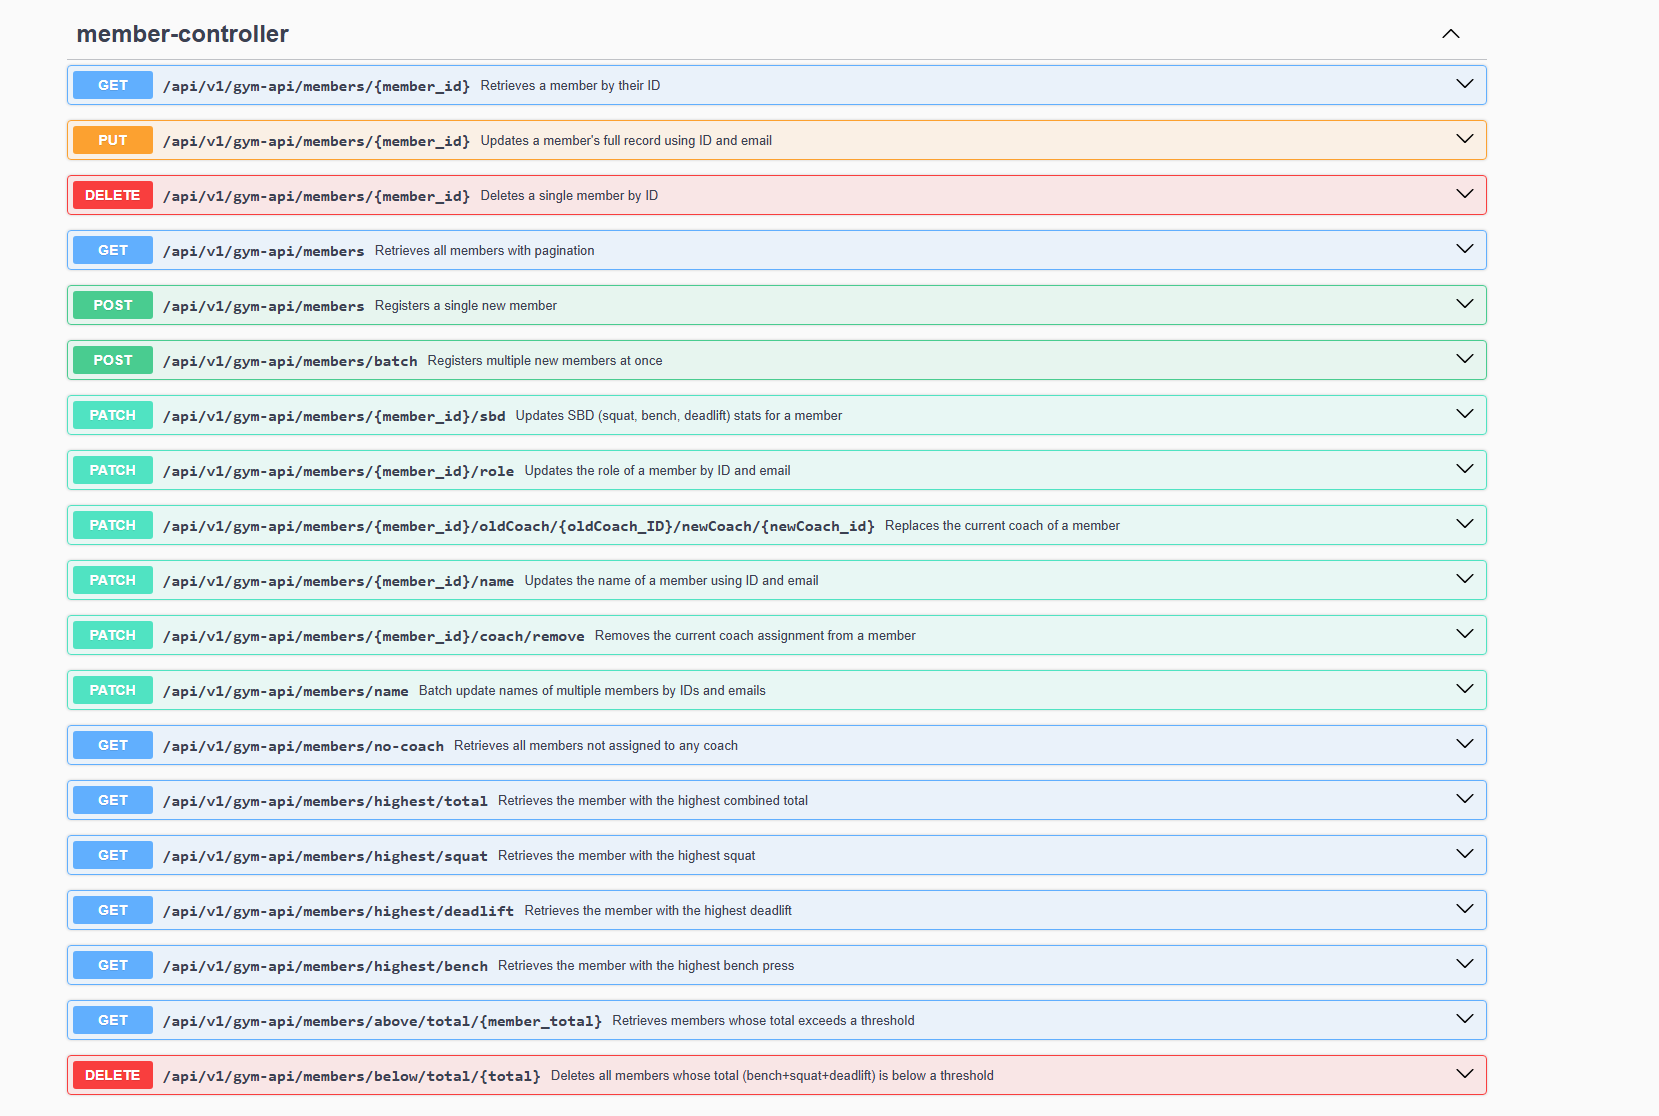 member-controller
GET /api/v1/gym-api/members/{member_id} Retrieves a member by their ID
PUT /api/v1/gym-api/members/{member_id} Updates a member's full record using ID and email
DELETE /api/v1/gym-api/members/{member_id} Deletes a single member by ID
GET /api/v1/gym-api/members Retrieves all members with pagination
POST /api/v1/gym-api/members Registers a single new member
POST /api/v1/gym-api/members/batch Registers multiple new members at once
PATCH /api/v1/gym-api/members/{member_id}/sbd Updates SBD (squat, bench, deadlift) stats for a member
PATCH /api/v1/gym-api/members/{member_id}/role Updates the role of a member by ID and email
PATCH /api/v1/gym-api/members/{member_id}/oldCoach/{oldCoach_ID}/newCoach/{newCoach_id} Replaces the current coach of a member
PATCH /api/v1/gym-api/members/{member_id}/name Updates the name of a member using ID and email
PATCH /api/v1/gym-api/members/{member_id}/coach/remove Removes the current coach assignment from a member
PATCH /api/v1/gym-api/members/name Batch update names of multiple members by IDs and emails
GET /api/v1/gym-api/members/no-coach Retrieves all members not assigned to any coach
GET /api/v1/gym-api/members/highest/total Retrieves the member with the highest combined total
GET /api/v1/gym-api/members/highest/squat Retrieves the member with the highest squat
GET /api/v1/gym-api/members/highest/deadlift Retrieves the member with the highest deadlift
GET /api/v1/gym-api/members/highest/bench Retrieves the member with the highest bench press
GET /api/v1/gym-api/members/above/total/{member_total} Retrieves members whose total exceeds a threshold
DELETE /api/v1/gym-api/members/below/total/{total} Deletes all members whose total (bench+squat+deadlift) is below a threshold